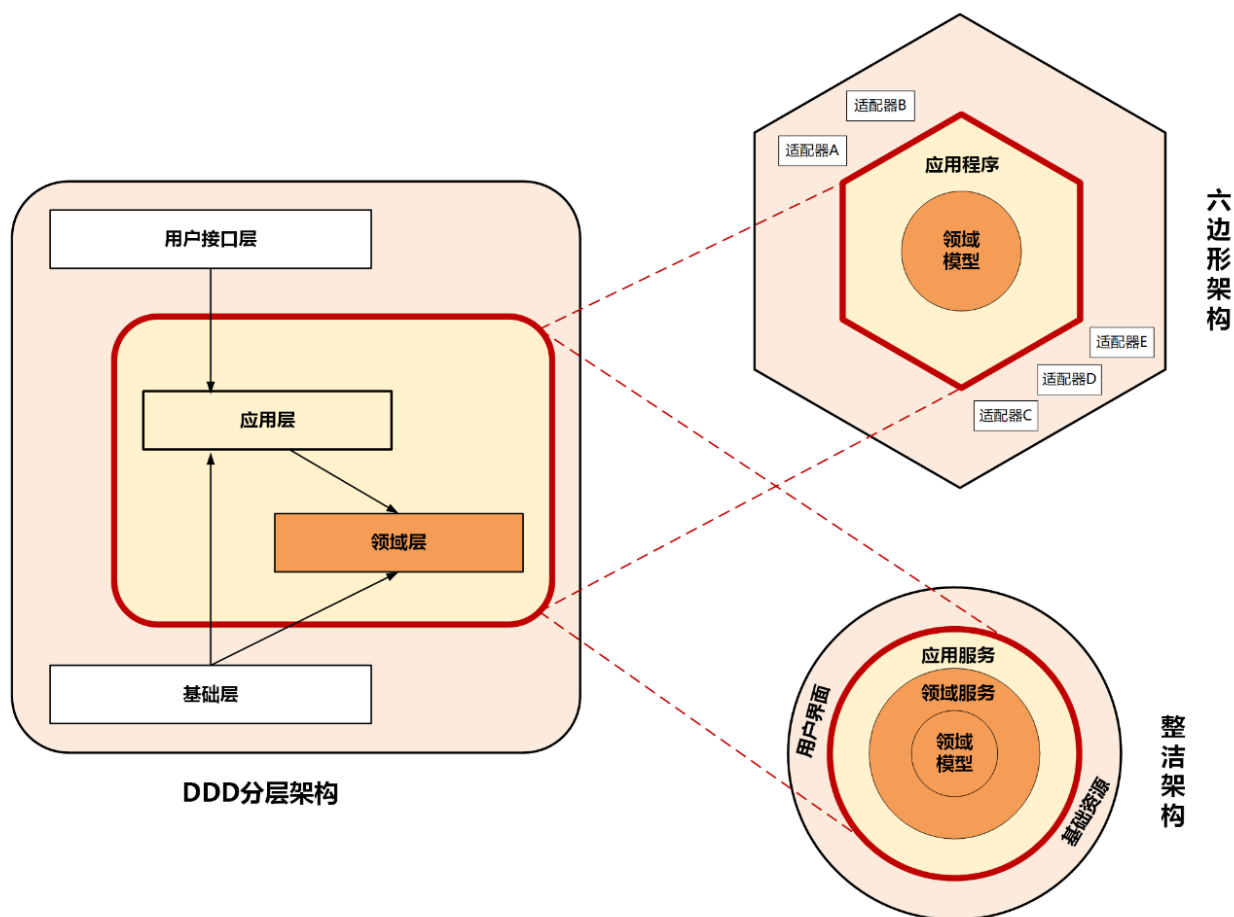 用户接口层
应用层
领域层
基础层
DDD分层架构
适配器B
适配器A
应用程序
领域
模型
适配器E
适配器D
适配器C
六
边
形
架
构
应用服务
领域服务
领域
模型
用户界面
基础资源
整
洁
架
构